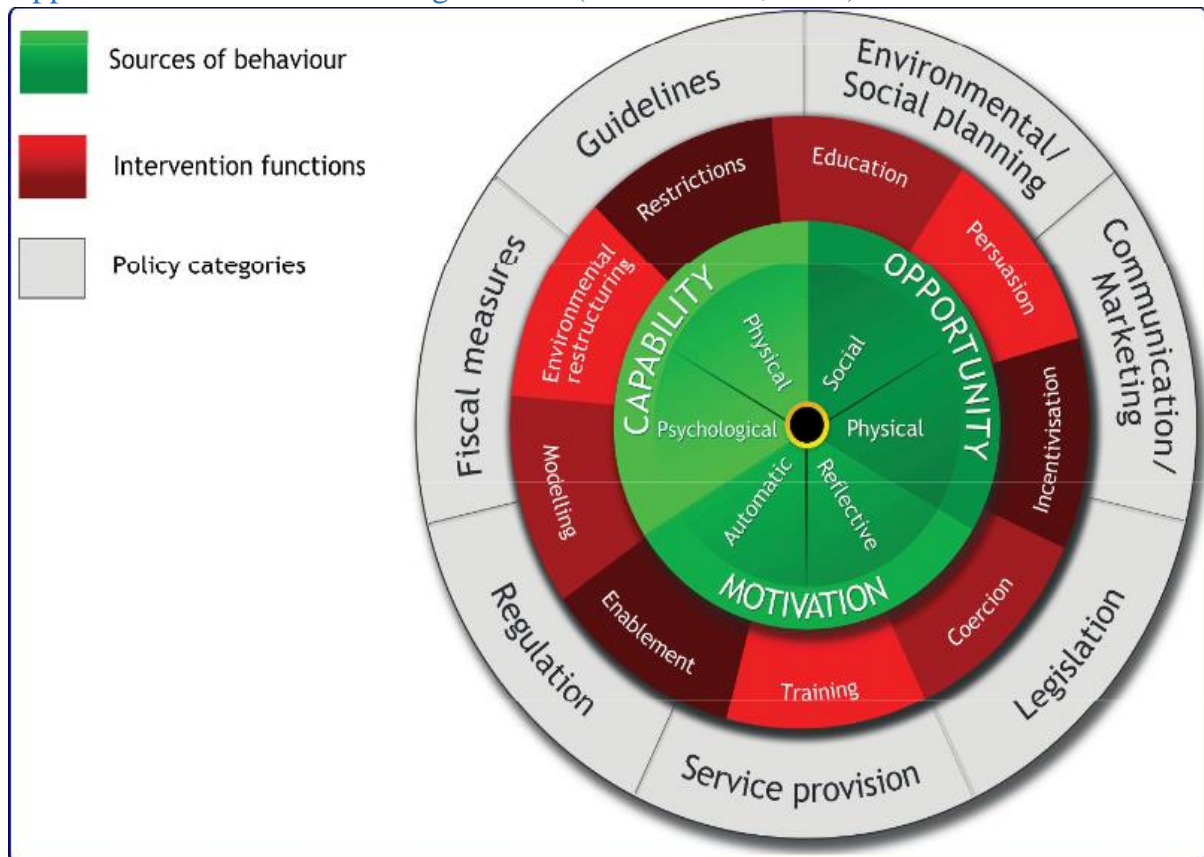 Sources of behaviour
Intervention functions
Policy categories
Guidelines
Environmental/
Social planning
Communication/
Marketing
Legislation
Service provision
Regulation
Fiscal measures
Restrictions
Education
Persuasion
Incentivisation
Coercion
Training
Enablement
Modelling
Environmental
restructuring
CAPABILITY
OPPORTUNITY
MOTIVATION
Physical
Social
Psychological
Physical
Automatic
Reflective